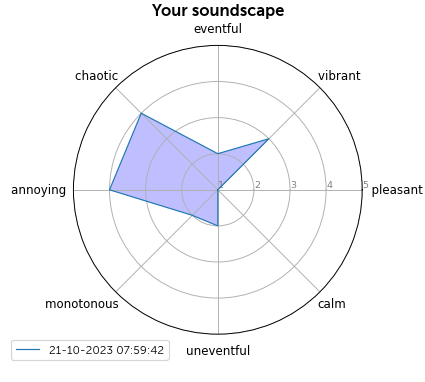 Your soundscape
eventful
chaotic
vibrant
annoying
1 2 3 4 5
pleasant
monotonous
calm
uneventful
21-10-2023 07:59:42